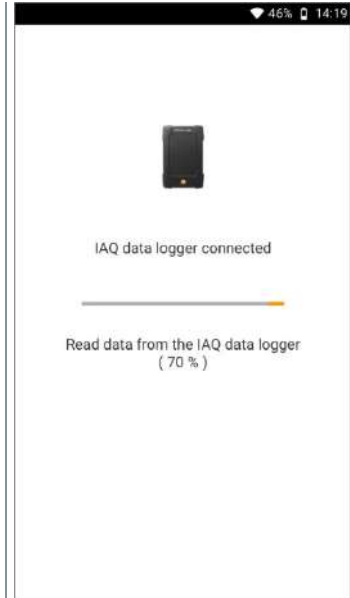 46% 14:19
IAQ data logger connected
Read data from the IAQ data logger
( 70 % )